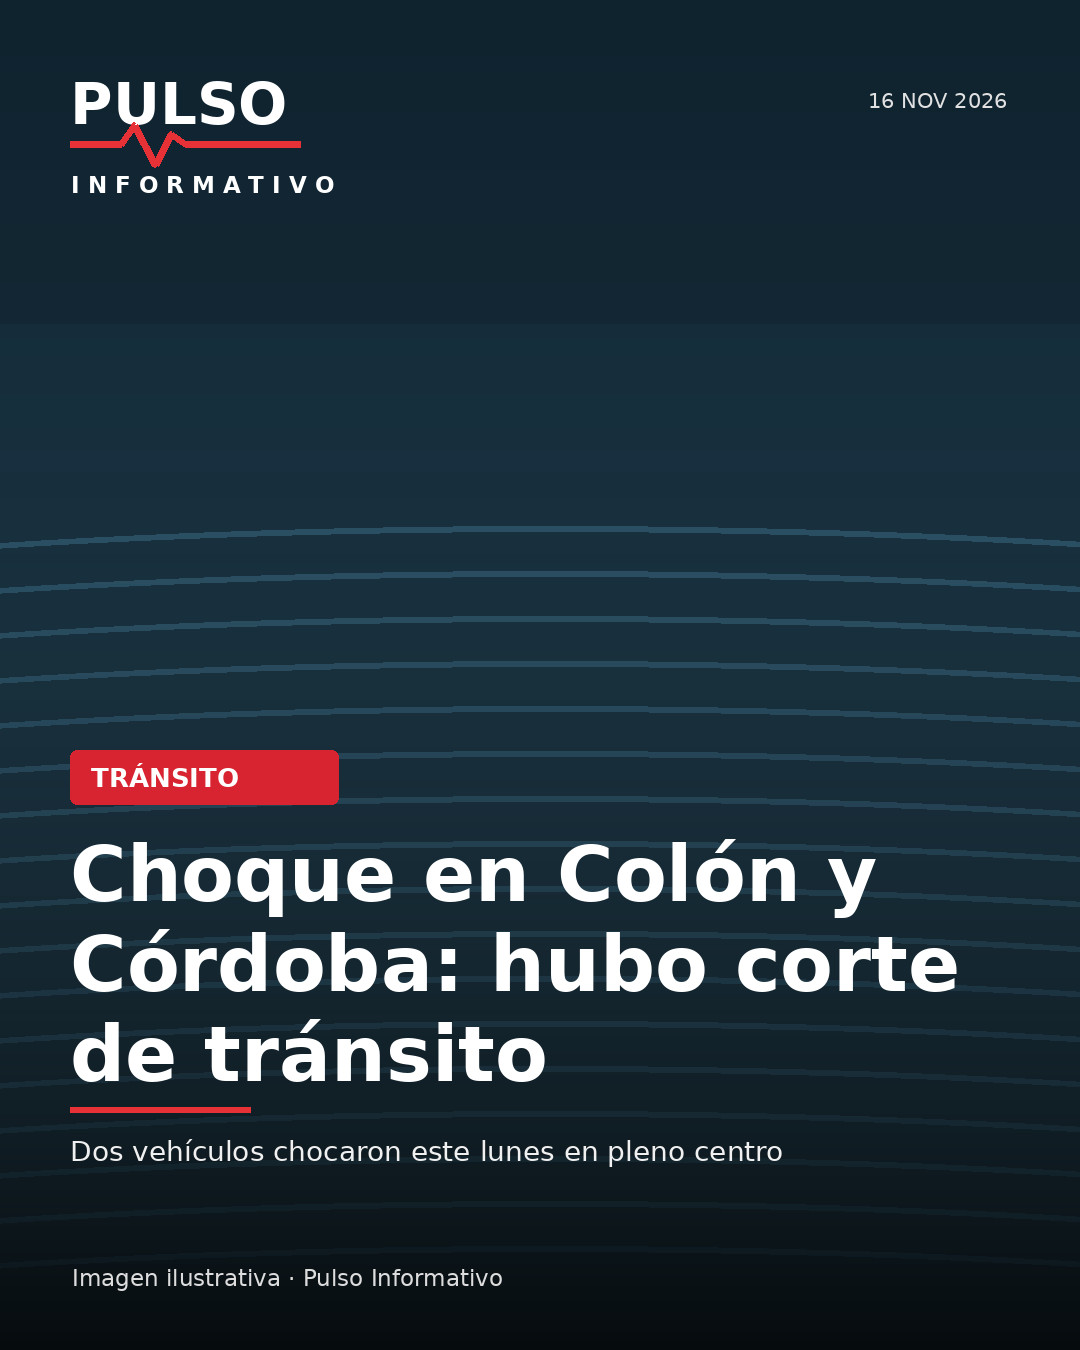 PULSO
INFORMATIVO
16 NOV 2026
TRÁNSITO
Choque en Colón y
Córdoba: hubo corte
de tránsito
Dos vehículos chocaron este lunes en pleno centro
Imagen ilustrativa · Pulso Informativo